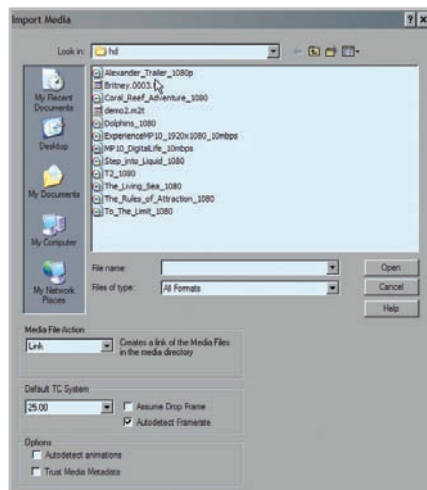 Import Media
Look in: hd
My Recent Documents
Desktop
My Documents
My Computer
My Network Places
Alexander_Trailer_1080p
Britney.0003.
Coral_Reef_Adventure_1080
demo2.m2t
Dolphins_1080
ExperienceMP10_1920x1080_10mbps
MP10_DigitalLife_10mbps
Step_into_Liquid_1080
T2_1080
The_Living_Sea_1080
The_Rules_of_Attraction_1080
To_The_Limit_1080
File name: Open
Files of type: All Formats Cancel
Help
Media File Action
Link Creates a link of the Media Files
in the media directory
Default TC System
25.00 Assume Drop Frame
Autodetect Framerate
Options
Autodetect animations
Trust Media Metadata